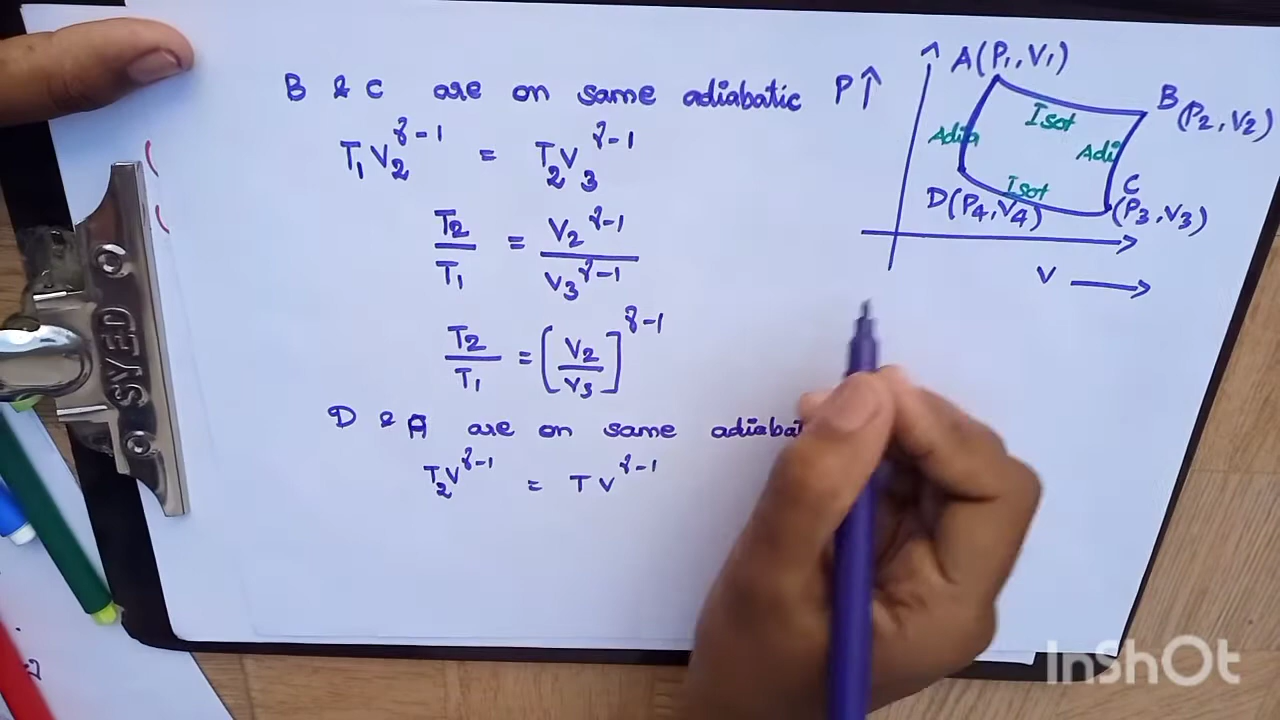 B & C are on same adiabatic
T₁V₂^γ-1 = T₂V₃^γ-1
T₂/T₁ = V₂^γ-1/V₃^γ-1
T₂/T₁ = [V₂/V₃]^γ-1
D & A are on same adiabat
T₂V^γ-1 = TV^γ-1
P↑
A(P₁,V₁)
B(P₂,V₂)
Isot
Adia
Adi
Isot
C
(P₃,V₃)
D(P₄,V₄)
V →
SYED
InShOt